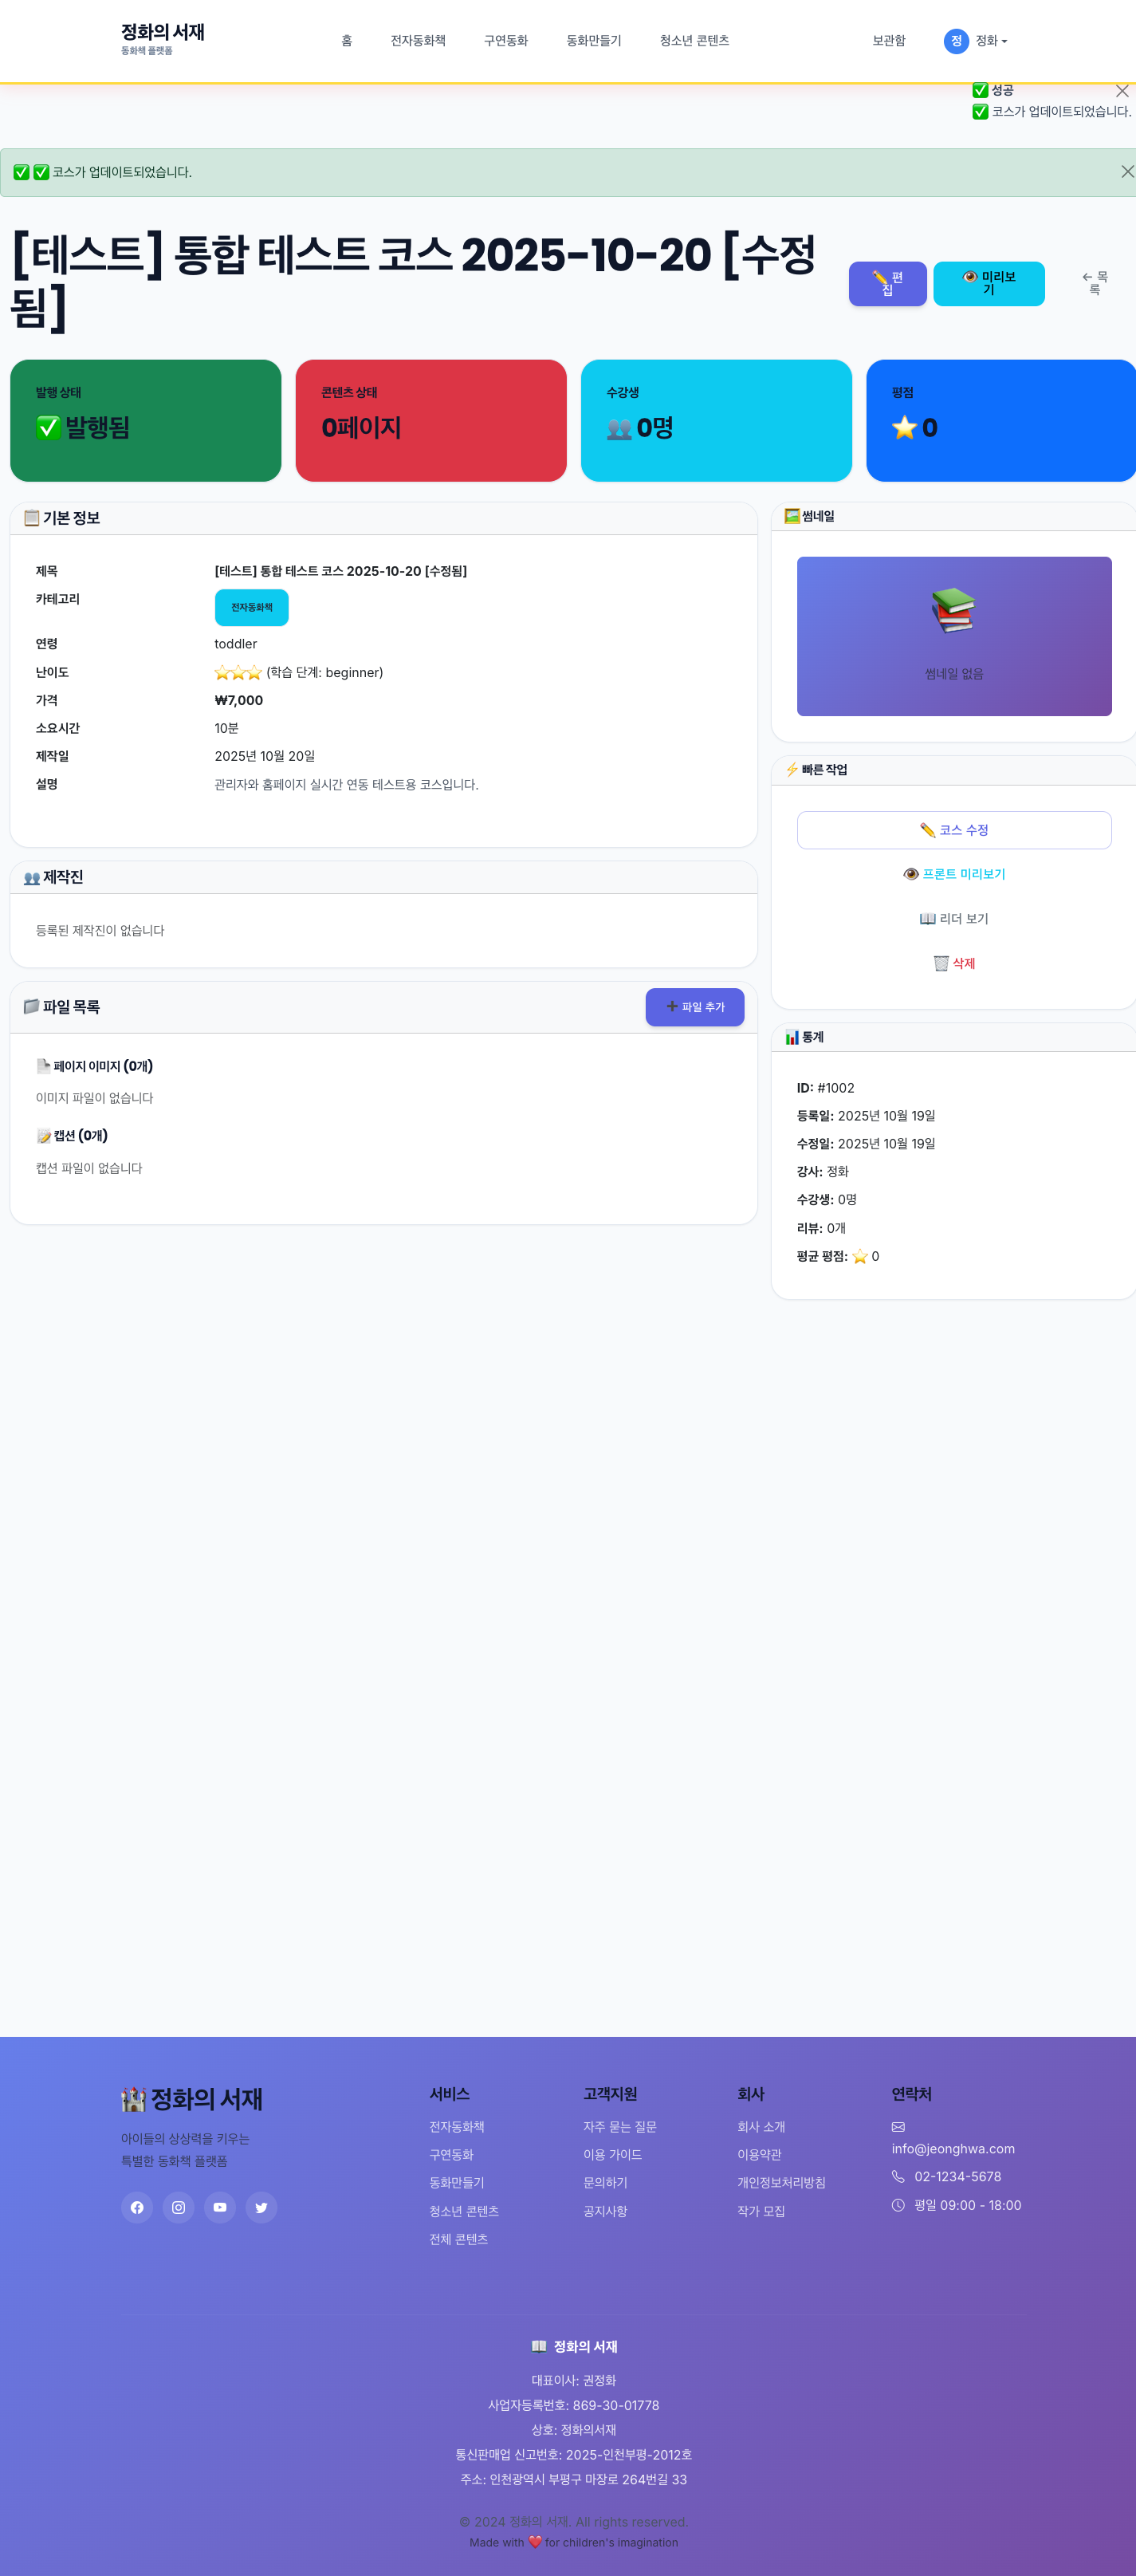 정화의 서재
동화책 플랫폼
홈 전자동화책 구연동화 동화만들기 청소년 콘텐츠 보관함 정 정화
✅ 성공
✅ 코스가 업데이트되었습니다.
✅ ✅ 코스가 업데이트되었습니다.
[테스트] 통합 테스트 코스 2025-10-20 [수정
됨]
✏️ 편
집
👁️ 미리보
기
← 목
록
발행 상태
✅ 발행됨
콘텐츠 상태
0페이지
수강생
👥 0명
평점
⭐ 0
📋 기본 정보
제목 [테스트] 통합 테스트 코스 2025-10-20 [수정됨]
카테고리 전자동화책
연령 toddler
난이도 ⭐⭐⭐ (학습 단계: beginner)
가격 ₩7,000
소요시간 10분
제작일 2025년 10월 20일
설명 관리자와 홈페이지 실시간 연동 테스트용 코스입니다.
👥 제작진
등록된 제작진이 없습니다
📁 파일 목록
➕ 파일 추가
📄 페이지 이미지 (0개)
이미지 파일이 없습니다
📝 캡션 (0개)
캡션 파일이 없습니다
🖼️ 썸네일
📚
썸네일 없음
⚡ 빠른 작업
✏️ 코스 수정
👁️ 프론트 미리보기
📖 리더 보기
🗑️ 삭제
📊 통계
ID: #1002
등록일: 2025년 10월 19일
수정일: 2025년 10월 19일
강사: 정화
수강생: 0명
리뷰: 0개
평균 평점: ⭐ 0
🏰 정화의 서재
아이들의 상상력을 키우는
특별한 동화책 플랫폼
서비스
전자동화책
구연동화
동화만들기
청소년 콘텐츠
전체 콘텐츠
고객지원
자주 묻는 질문
이용 가이드
문의하기
공지사항
회사
회사 소개
이용약관
개인정보처리방침
작가 모집
연락처
info@jeonghwa.com
02-1234-5678
평일 09:00 - 18:00
📖 정화의 서재
대표이사: 권정화
사업자등록번호: 869-30-01778
상호: 정화의서재
통신판매업 신고번호: 2025-인천부평-2012호
주소: 인천광역시 부평구 마장로 264번길 33
© 2024 정화의 서재. All rights reserved.
Made with ❤️ for children's imagination